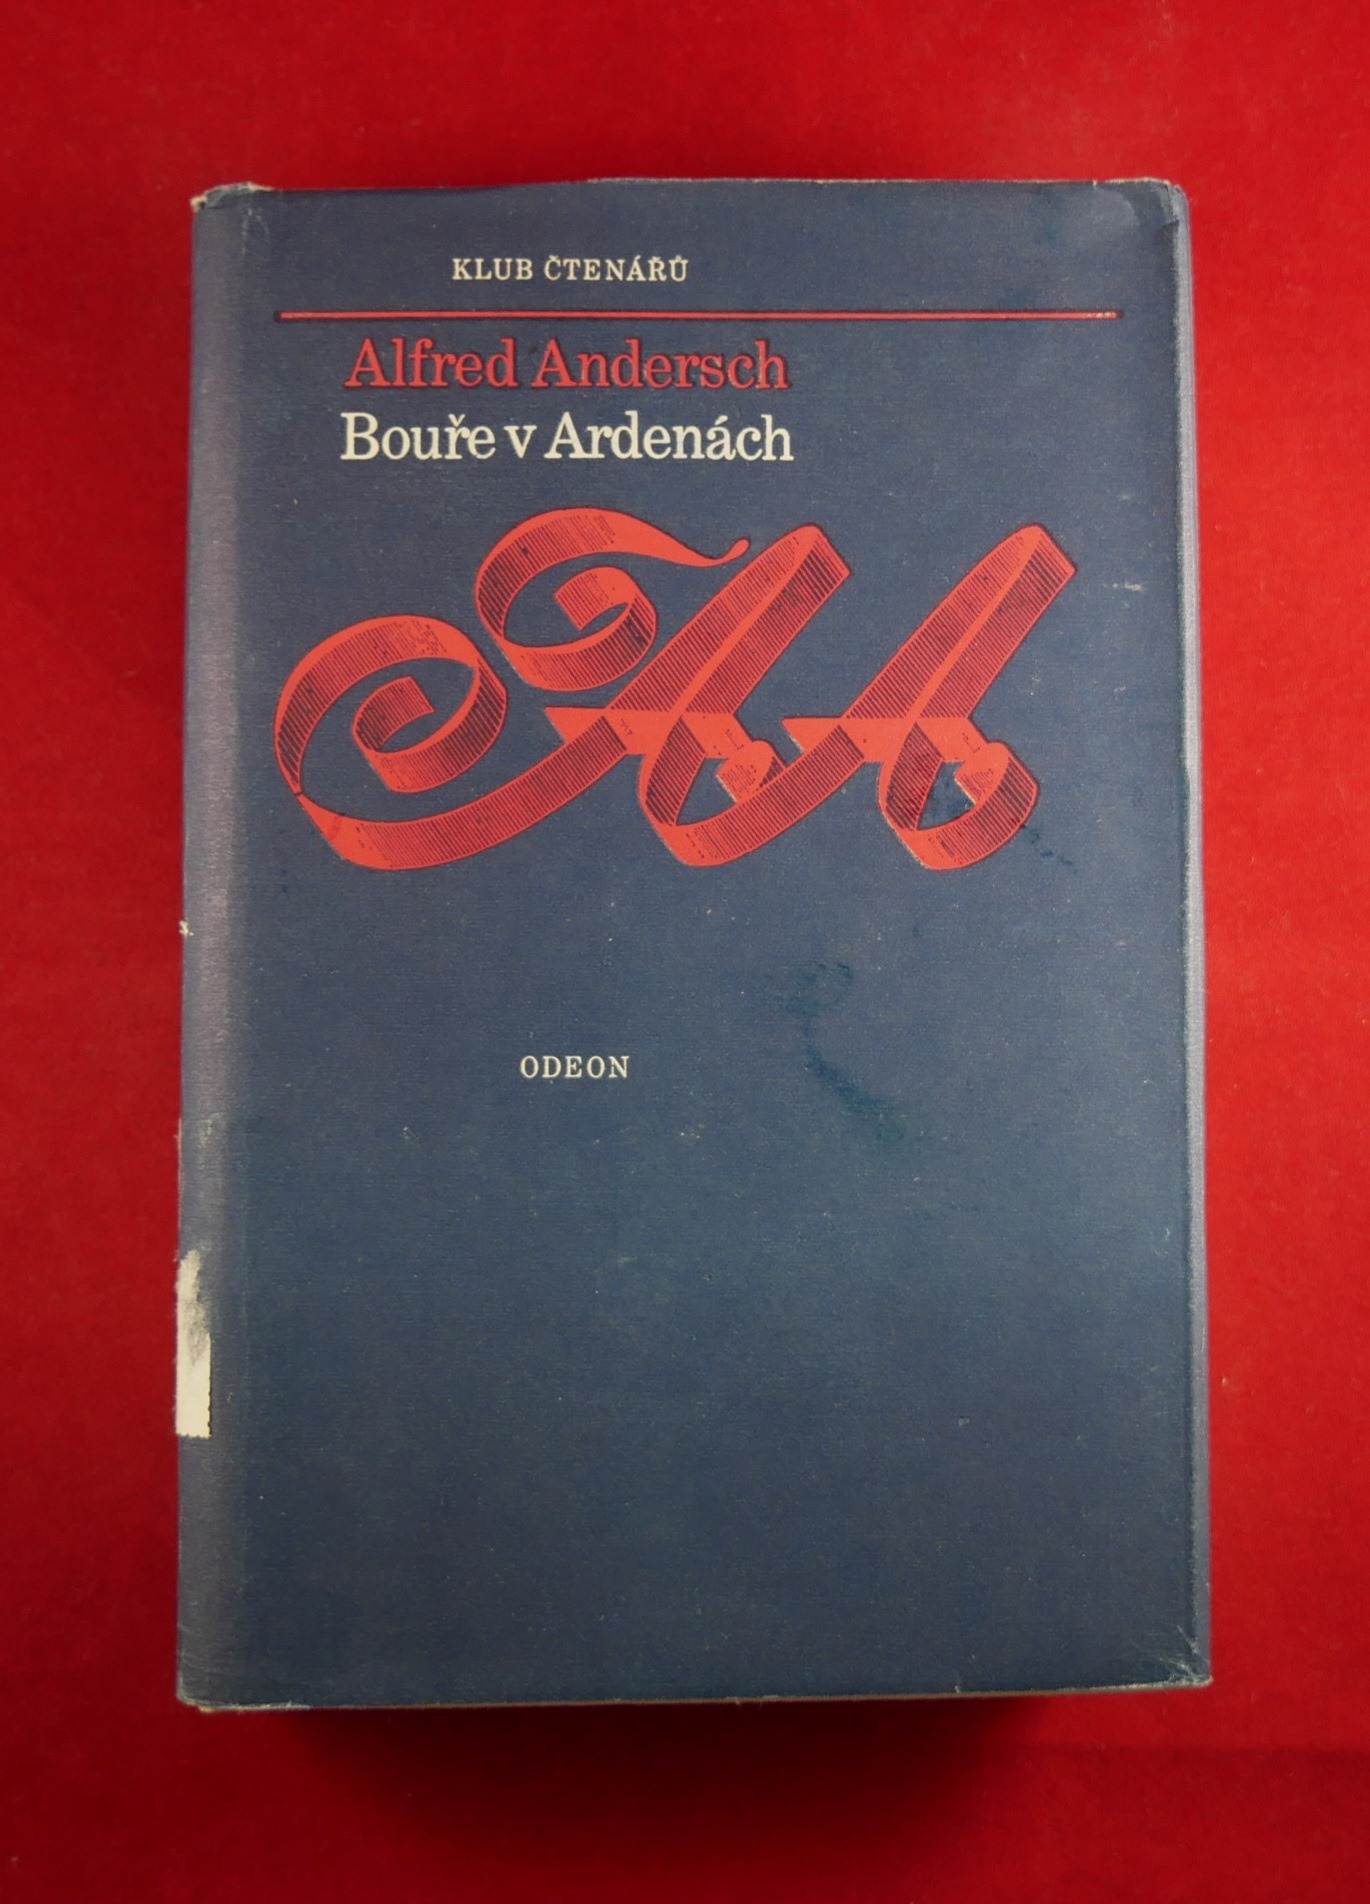 KLUB ČTENÁŘŮ
Alfred Andersch
Bouře v Ardenách
AA
ODEON